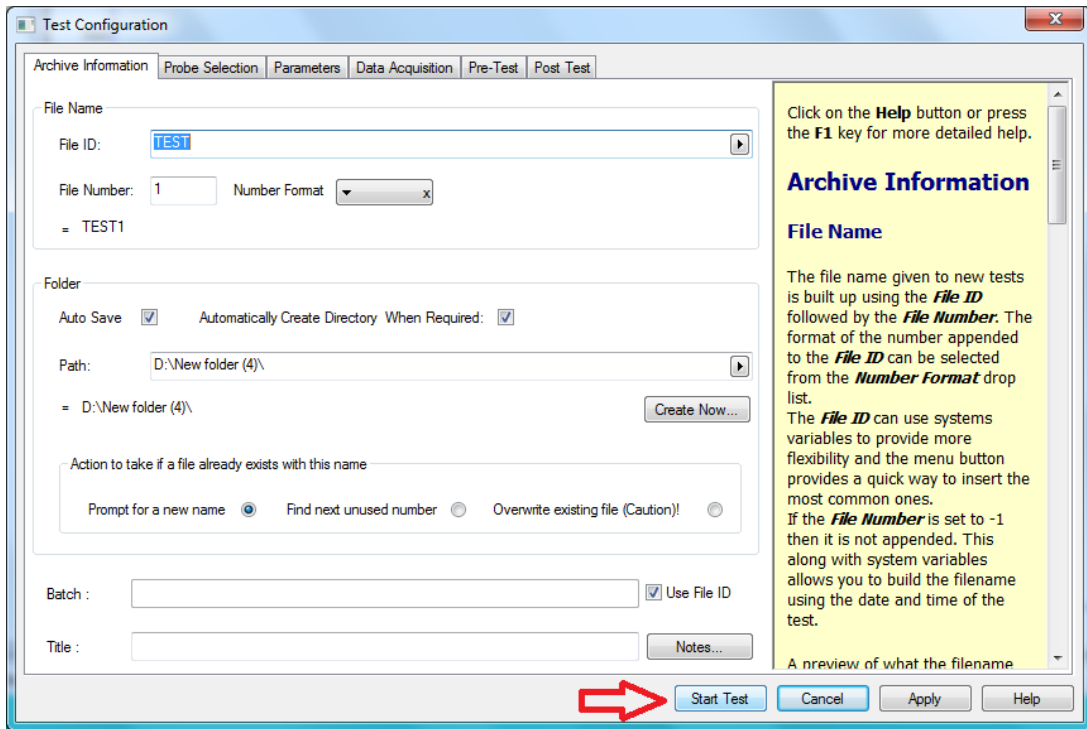 Test Configuration
x
Archive Information Probe Selection Parameters Data Acquisition Pre-Test Post Test
File Name
File ID: TEST
File Number: 1 Number Format x
= TEST1
Folder
Auto Save Automatically Create Directory When Required:
Path: D:\New folder (4)\
= D:\New folder (4)\ Create Now...
Action to take if a file already exists with this name
Prompt for a new name Find next unused number Overwrite existing file (Caution)!
Batch : Use File ID
Title : Notes...
Click on the Help button or press
the F1 key for more detailed help.
Archive Information
File Name
The file name given to new tests
is built up using the File ID
followed by the File Number. The
format of the number appended
to the File ID can be selected
from the Number Format drop
list.
The File ID can use systems
variables to provide more
flexibility and the menu button
provides a quick way to insert the
most common ones.
If the File Number is set to -1
then it is not appended. This
along with system variables
allows you to build the filename
using the date and time of the
test.
A preview of what the filename
Start Test Cancel Apply Help